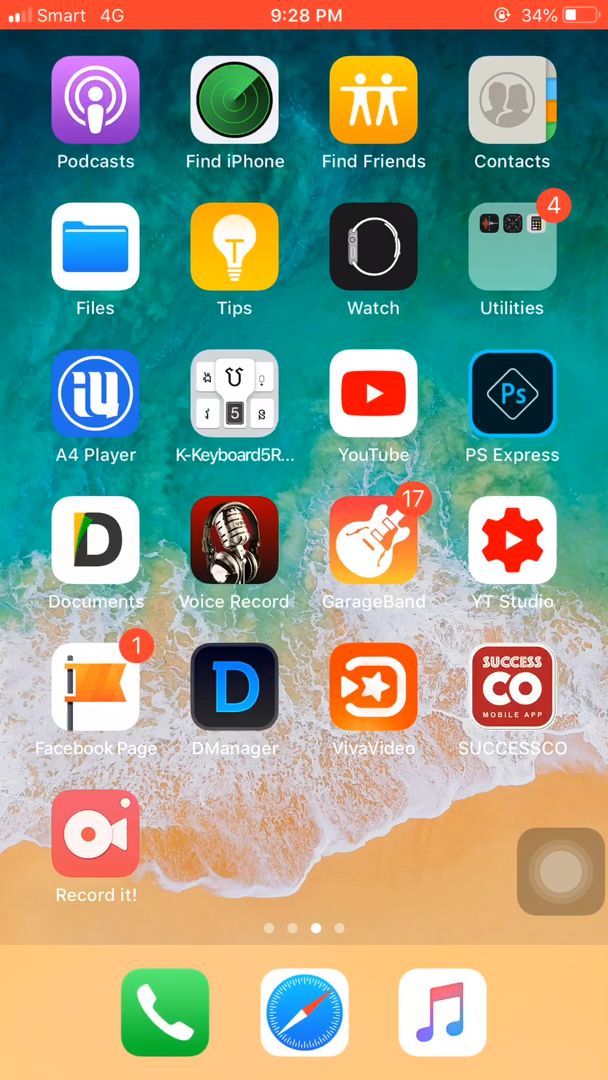 Smart 4G 9:28 PM 34%
Podcasts Find iPhone Find Friends Contacts
4
Files Tips Watch Utilities
Ps
A4 Player K-Keyboard5R... YouTube PS Express
17
D
Documents Voice Record GarageBand YT Studio
1
D
SUCCESS
CO
MOBILE APP
Facebook Page DManager VivaVideo SUCCESSCO
Record it!